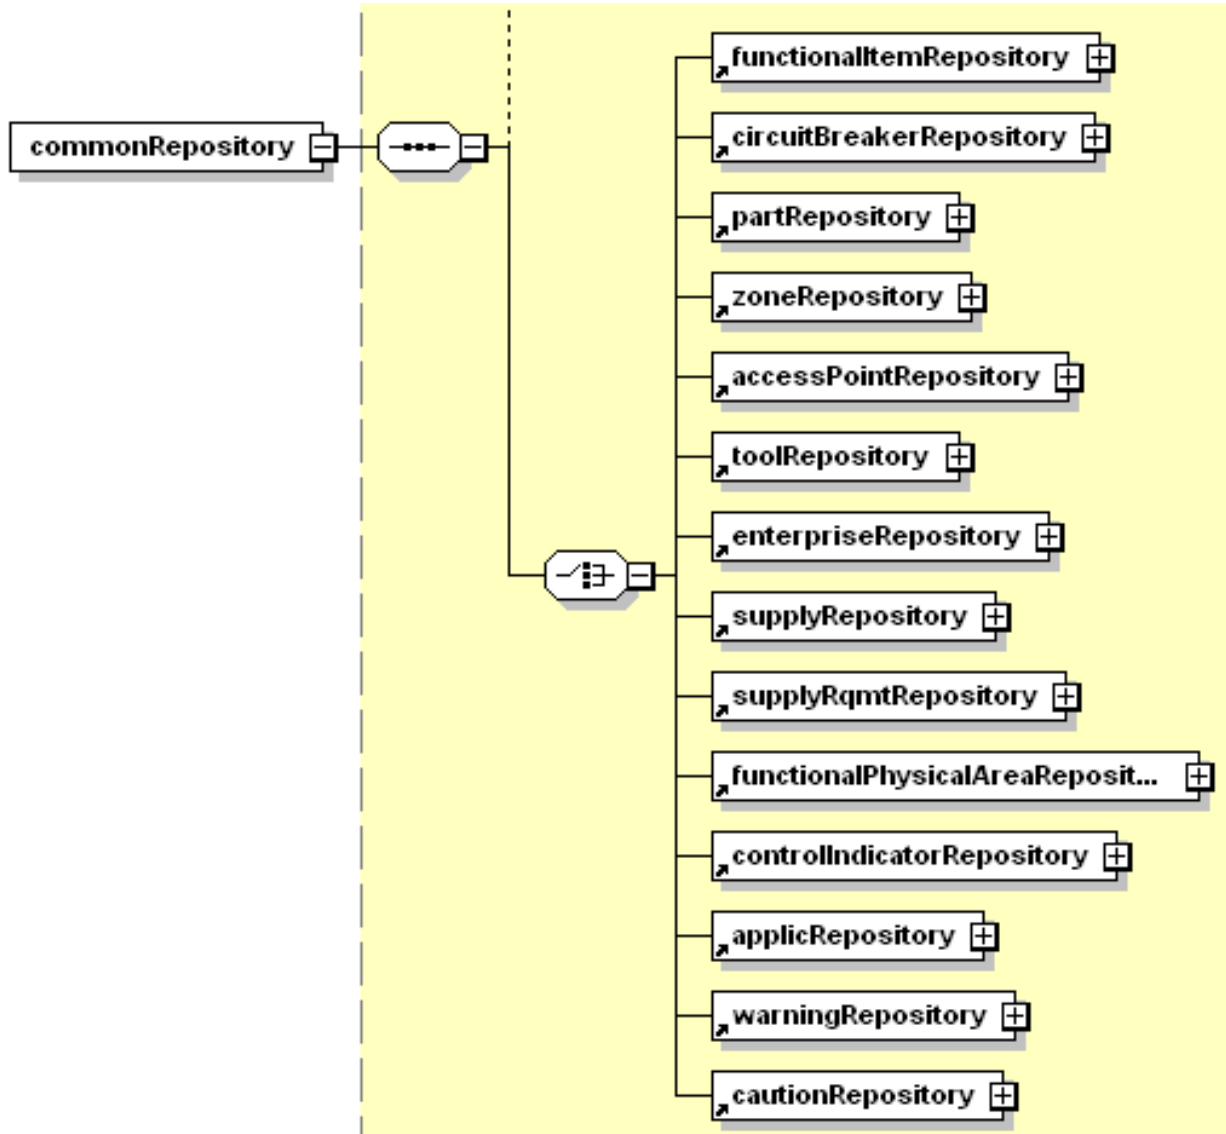 commonRepository
functionalItemRepository
circuitBreakerRepository
partRepository
zoneRepository
accessPointRepository
toolRepository
enterpriseRepository
supplyRepository
supplyRqmtRepository
functionalPhysicalAreaReposit...
controlIndicatorRepository
applicRepository
warningRepository
cautionRepository